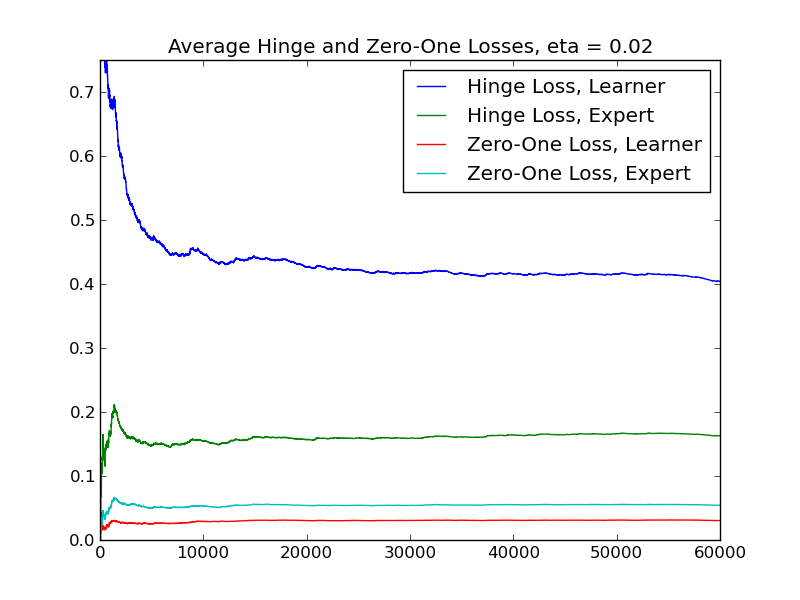 Average Hinge and Zero-One Losses, eta = 0.02
Hinge Loss, Learner
Hinge Loss, Expert
Zero-One Loss, Learner
Zero-One Loss, Expert
0.7
0.6
0.5
0.4
0.3
0.2
0.1
0.0
0 10000 20000 30000 40000 50000 60000